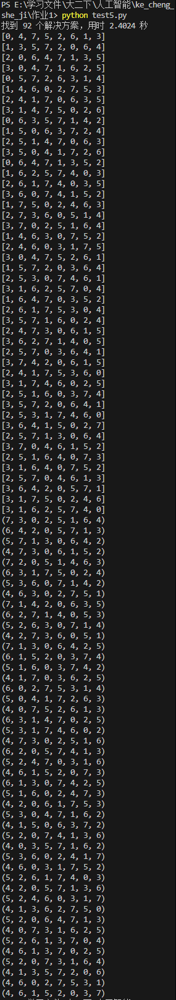 PS E:\学习文件\大二下\人工智能\ke_cheng_
she_ji\作业1> python test5.py
找到 92 个解决方案，用时 2.4024 秒
[0, 4, 7, 5, 2, 6, 1, 3]
[1, 3, 5, 7, 2, 0, 6, 4]
[2, 0, 6, 4, 7, 1, 3, 5]
[3, 0, 4, 7, 1, 6, 2, 5]
[0, 5, 7, 2, 6, 3, 1, 4]
[1, 4, 6, 0, 2, 7, 5, 3]
[2, 4, 1, 7, 0, 6, 3, 5]
[3, 1, 4, 7, 5, 0, 2, 6]
[0, 6, 3, 5, 7, 1, 4, 2]
[1, 5, 0, 6, 3, 7, 2, 4]
[2, 5, 1, 4, 7, 0, 6, 3]
[3, 5, 0, 4, 1, 7, 2, 6]
[0, 6, 4, 7, 1, 3, 5, 2]
[1, 6, 2, 5, 7, 4, 0, 3]
[2, 6, 1, 7, 4, 0, 3, 5]
[3, 6, 0, 7, 4, 1, 5, 2]
[1, 7, 5, 0, 2, 4, 6, 3]
[2, 7, 3, 6, 0, 5, 1, 4]
[3, 7, 0, 2, 5, 1, 6, 4]
[1, 4, 6, 3, 0, 7, 5, 2]
[2, 4, 6, 0, 3, 1, 7, 5]
[3, 0, 4, 7, 5, 2, 6, 1]
[1, 5, 7, 2, 0, 3, 6, 4]
[2, 5, 3, 0, 7, 4, 6, 1]
[3, 1, 6, 2, 5, 7, 0, 4]
[1, 6, 4, 7, 0, 3, 5, 2]
[2, 6, 1, 7, 5, 3, 0, 4]
[3, 5, 7, 1, 6, 0, 2, 4]
[2, 4, 7, 3, 0, 6, 1, 5]
[3, 6, 2, 7, 1, 4, 0, 5]
[2, 5, 7, 0, 3, 6, 4, 1]
[3, 7, 4, 2, 0, 6, 1, 5]
[2, 4, 1, 7, 5, 3, 6, 0]
[3, 1, 7, 4, 6, 0, 2, 5]
[2, 5, 1, 6, 0, 3, 7, 4]
[3, 5, 7, 2, 0, 6, 4, 1]
[2, 5, 3, 1, 7, 4, 6, 0]
[3, 6, 4, 1, 5, 0, 2, 7]
[2, 5, 7, 1, 3, 0, 6, 4]
[3, 7, 0, 4, 6, 1, 5, 2]
[2, 5, 1, 6, 4, 0, 7, 3]
[3, 1, 6, 4, 0, 7, 5, 2]
[2, 5, 7, 0, 4, 6, 1, 3]
[3, 6, 4, 2, 0, 5, 7, 1]
[3, 1, 7, 5, 0, 2, 4, 6]
[3, 1, 6, 2, 5, 7, 4, 0]
(7, 3, 0, 2, 5, 1, 6, 4)
(6, 4, 2, 0, 5, 7, 1, 3)
(5, 7, 1, 3, 0, 6, 4, 2)
(4, 7, 3, 0, 6, 1, 5, 2)
(7, 2, 0, 5, 1, 4, 6, 3)
(6, 3, 1, 7, 5, 0, 2, 4)
(5, 3, 6, 0, 7, 1, 4, 2)
(4, 6, 3, 0, 2, 7, 5, 1)
(7, 1, 4, 2, 0, 6, 3, 5)
(6, 2, 7, 1, 4, 0, 5, 3)
(5, 2, 6, 3, 0, 7, 1, 4)
(4, 2, 7, 3, 6, 0, 5, 1)
(7, 1, 3, 0, 6, 4, 2, 5)
(6, 1, 5, 2, 0, 3, 7, 4)
(5, 1, 6, 0, 3, 7, 4, 2)
(4, 1, 7, 0, 3, 6, 2, 5)
(6, 0, 2, 7, 5, 3, 1, 4)
(5, 0, 4, 1, 7, 2, 6, 3)
(4, 0, 7, 5, 2, 6, 1, 3)
(6, 3, 1, 4, 7, 0, 2, 5)
(5, 3, 1, 7, 4, 6, 0, 2)
(4, 7, 3, 0, 2, 5, 1, 6)
(6, 2, 0, 5, 7, 4, 1, 3)
(5, 2, 4, 7, 0, 3, 1, 6)
(4, 6, 1, 5, 2, 0, 7, 3)
(6, 1, 3, 0, 7, 4, 2, 5)
(5, 1, 6, 0, 2, 4, 7, 3)
(4, 2, 0, 6, 1, 7, 5, 3)
(5, 3, 0, 4, 7, 1, 6, 2)
(4, 1, 5, 0, 6, 3, 7, 2)
(5, 2, 0, 7, 4, 1, 3, 6)
(4, 0, 3, 5, 7, 1, 6, 2)
(5, 3, 6, 0, 2, 4, 1, 7)
(4, 6, 0, 3, 1, 7, 5, 2)
(5, 2, 6, 1, 7, 4, 0, 3)
(4, 2, 0, 5, 7, 1, 3, 6)
(5, 2, 4, 6, 0, 3, 1, 7)
(4, 1, 3, 6, 2, 7, 5, 0)
(5, 2, 0, 6, 4, 7, 1, 3)
(4, 0, 7, 3, 1, 6, 2, 5)
(5, 2, 6, 1, 3, 7, 0, 4)
(4, 6, 1, 3, 7, 0, 2, 5)
(5, 2, 0, 7, 3, 1, 6, 4)
(4, 1, 3, 5, 7, 2, 0, 6)
(4, 6, 0, 2, 7, 5, 3, 1)
(4, 6, 1, 5, 2, 0, 3, 7)